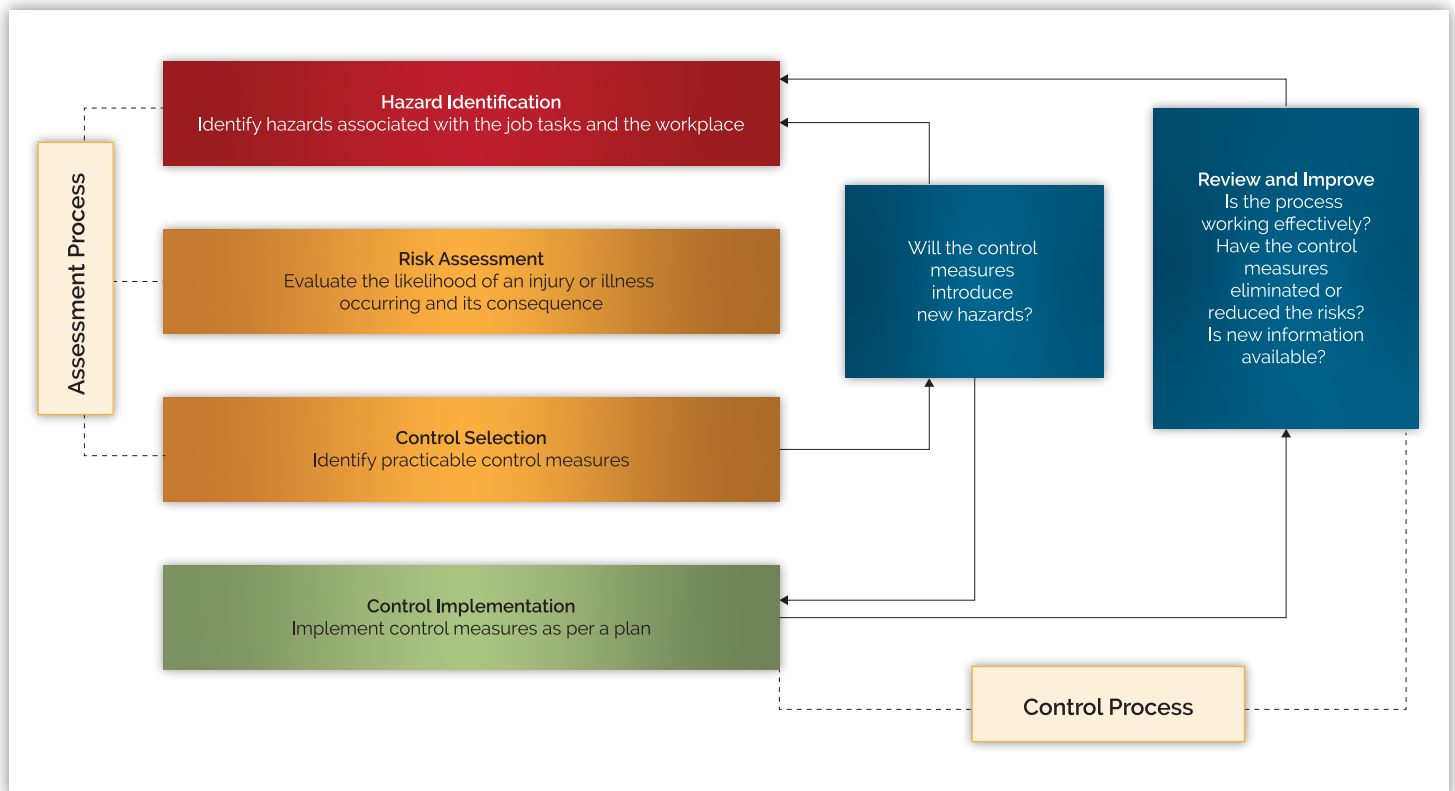 Assessment Process
Hazard Identification
Identify hazards associated with the job tasks and the workplace
Risk Assessment
Evaluate the likelihood of an injury or illness
occurring and its consequence
Control Selection
Identify practicable control measures
Control Implementation
Implement control measures as per a plan
Will the control
measures
introduce
new hazards?
Review and Improve
Is the process
working effectively?
Have the control
measures
eliminated or
reduced the risks?
Is new information
available?
Control Process